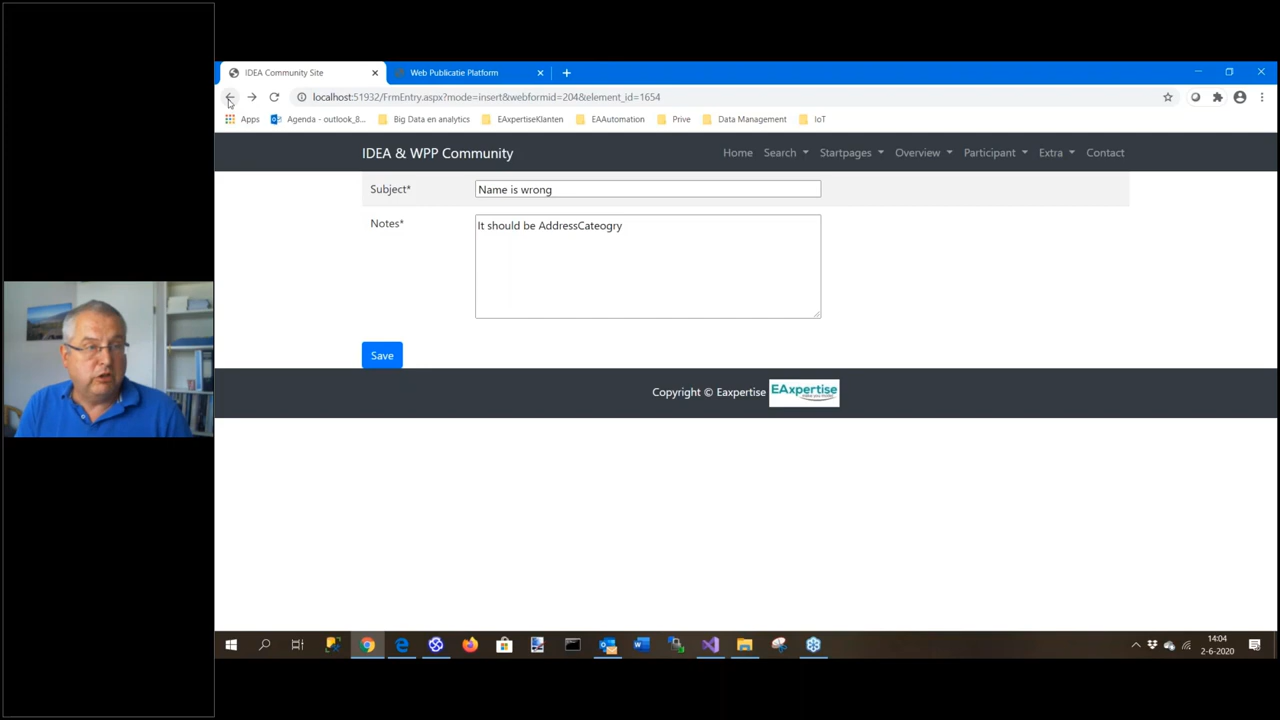 IDEA Community Site
Web Publicatie Platform
localhost:51932/FrmEntry.aspx?mode=insert&webformid=204&element_id=1654
Apps Agenda - outlook_8... Big Data en analytics EAxpertiseKlanten EAAutomation Prive Data Management IoT
IDEA & WPP Community Home Search Startpages Overview Participant Extra Contact
Subject* Name is wrong
Notes* It should be AddressCateogry
Save
Copyright © Eaxpertise EAxpertise
14:04
2-6-2020